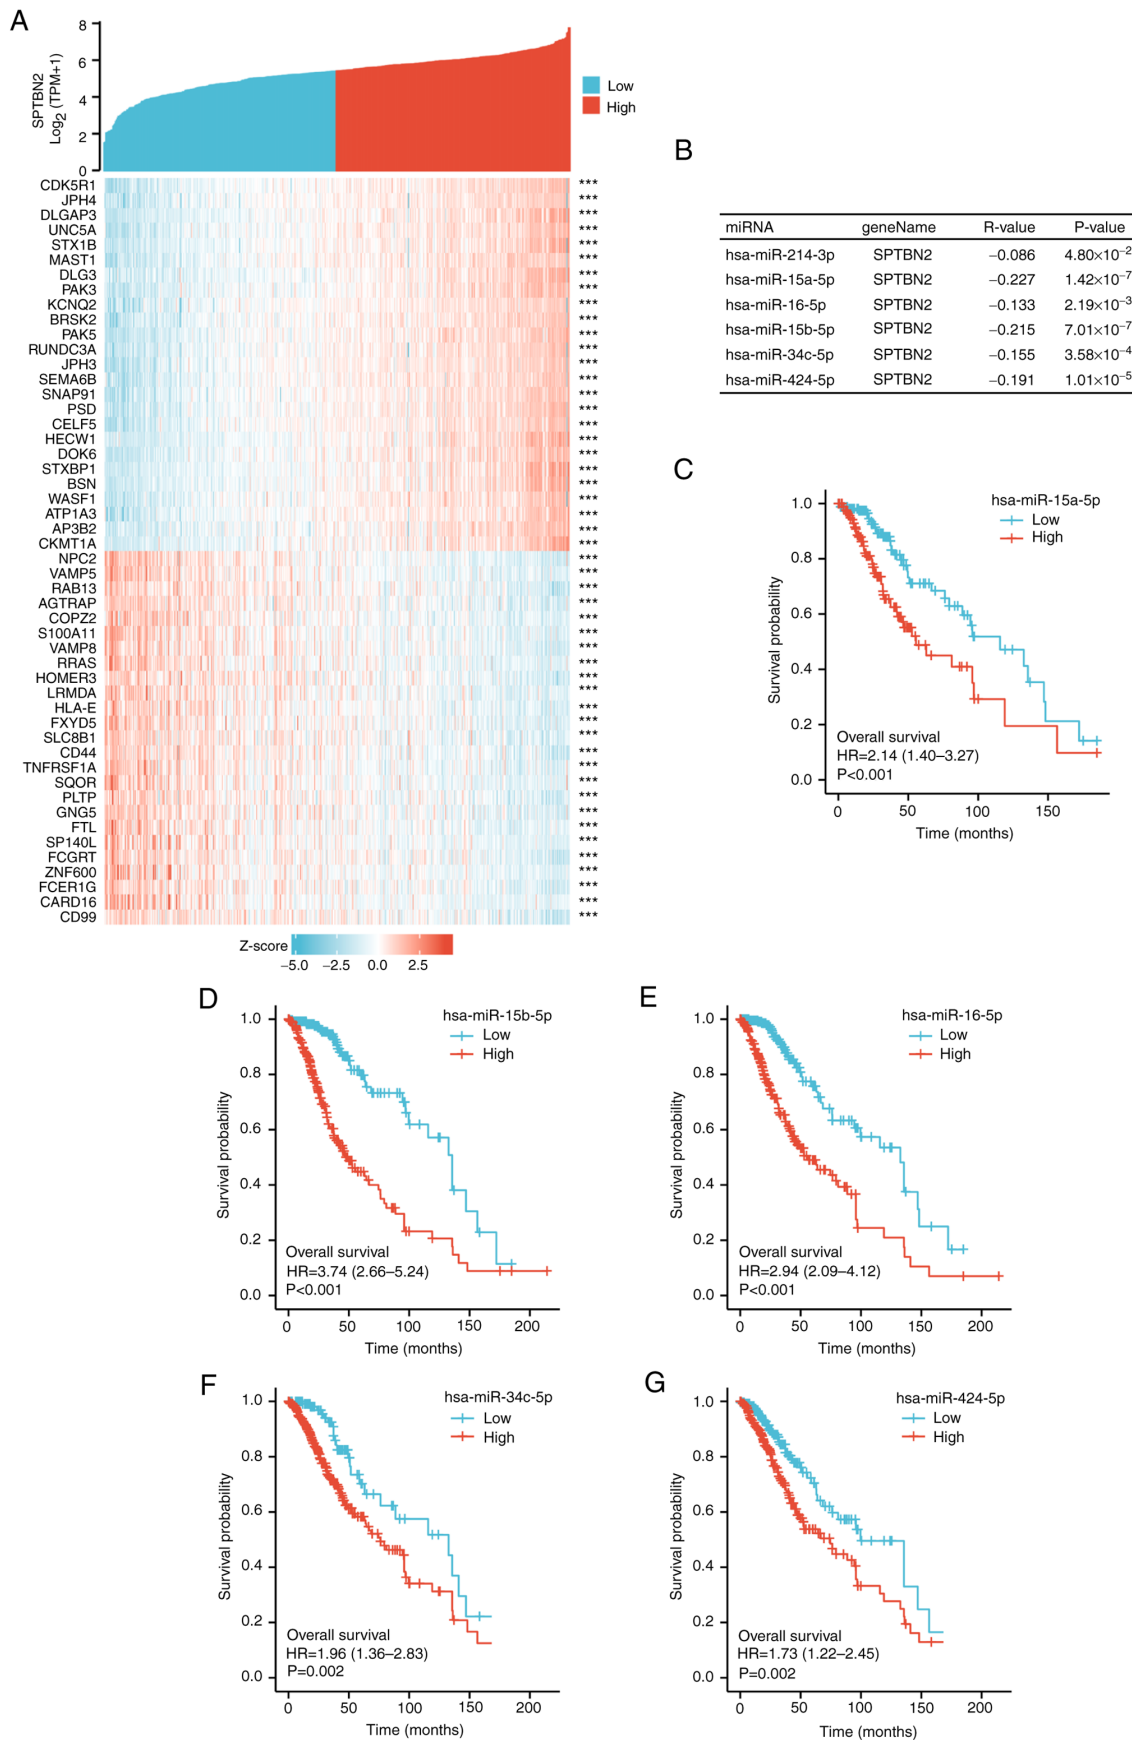 A
8
6
4
2
0
SPTBN2
Log2 (TPM+1)
Low
High
CDK5R1 ***
JPH4 ***
DLGAP3 ***
UNC5A ***
STX1B ***
MAST1 ***
DLG3 ***
PAK3 ***
KCNQ2 ***
BRSK2 ***
PAK5 ***
RUNDC3A ***
JPH3 ***
SEMA6B ***
SNAP91 ***
PSD ***
CELF5 ***
HECW1 ***
DOK6 ***
STXBP1 ***
BSN ***
WASF1 ***
ATP1A3 ***
AP3B2 ***
CKMT1A ***
NPC2 ***
VAMP5 ***
RAB13 ***
AGTRAP ***
COPZ2 ***
S100A11 ***
VAMP8 ***
RRAS ***
HOMER3 ***
LRMDA ***
HLA-E ***
FXYD5 ***
SLC8B1 ***
CD44 ***
TNFRSF1A ***
SQOR ***
PLTP ***
GNG5 ***
FTL ***
SP140L ***
FCGRT ***
ZNF600 ***
FCER1G ***
CARD16 ***
CD99 ***
Z-score
−5.0 −2.5 0.0 2.5
B
miRNA geneName R-value P-value
hsa-miR-214-3p SPTBN2 −0.086 4.80×10−2
hsa-miR-15a-5p SPTBN2 −0.227 1.42×10−7
hsa-miR-16-5p SPTBN2 −0.133 2.19×10−3
hsa-miR-15b-5p SPTBN2 −0.215 7.01×10−7
hsa-miR-34c-5p SPTBN2 −0.155 3.58×10−4
hsa-miR-424-5p SPTBN2 −0.191 1.01×10−5
C
hsa-miR-15a-5p
Low
High
1.0
0.8
0.6
0.4
0.2
0.0
Survival probability
Overall survival
HR=2.14 (1.40–3.27)
P<0.001
0 50 100 150
Time (months)
D
hsa-miR-15b-5p
Low
High
1.0
0.8
0.6
0.4
0.2
0.0
Survival probability
Overall survival
HR=3.74 (2.66–5.24)
P<0.001
0 50 100 150 200
Time (months)
E
hsa-miR-16-5p
Low
High
1.0
0.8
0.6
0.4
0.2
0.0
Survival probability
Overall survival
HR=2.94 (2.09–4.12)
P<0.001
0 50 100 150 200
Time (months)
F
hsa-miR-34c-5p
Low
High
1.0
0.8
0.6
0.4
0.2
0.0
Survival probability
Overall survival
HR=1.96 (1.36–2.83)
P=0.002
0 50 100 150 200
Time (months)
G
hsa-miR-424-5p
Low
High
1.0
0.8
0.6
0.4
0.2
0.0
Survival probability
Overall survival
HR=1.73 (1.22–2.45)
P=0.002
0 50 100 150 200
Time (months)